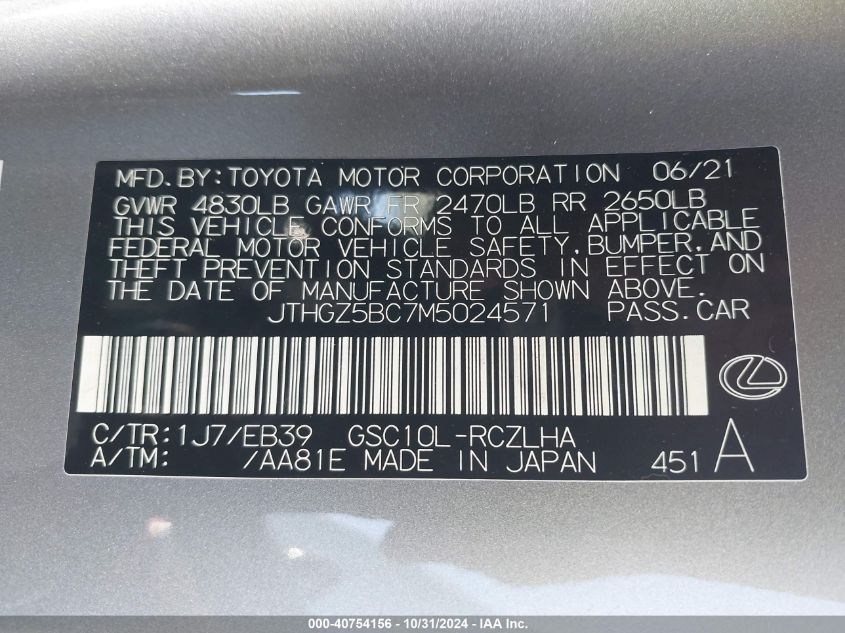 MFD.BY:TOYOTA MOTOR CORPORATION 06/21
GVWR 4830LB GAWR FR 2470LB RR 2650LB
THIS VEHICLE CONFORMS TO ALL APPLICABLE
FEDERAL MOTOR VEHICLE SAFETY,BUMPER,AND
THEFT PREVENTION STANDARDS IN EFFECT ON
THE DATE OF MANUFACTURE SHOWN ABOVE.
JTHGZ5BC7M5024571 PASS.CAR
C/TR:1J7/EB39 GSC10L-RCZLHA
A/TM: /AA81E MADE IN JAPAN 451 A
000-40754156 - 10/31/2024 - IAA Inc.